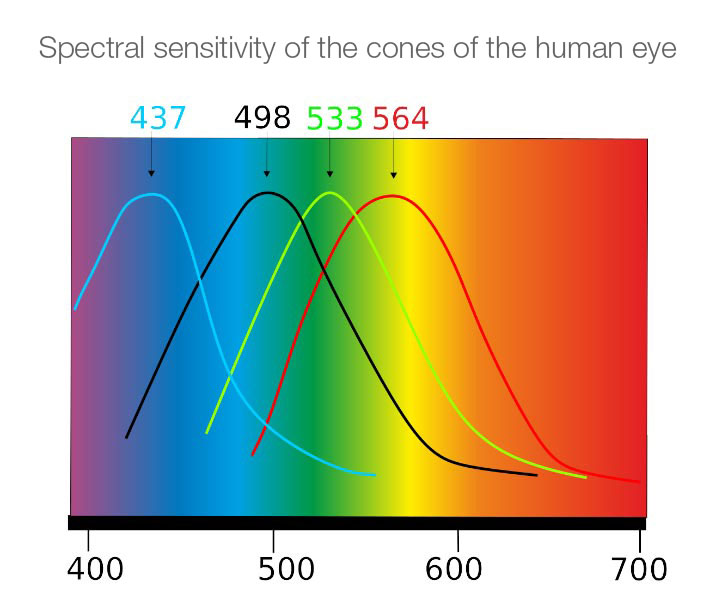 Spectral sensitivity of the cones of the human eye
437 498 533 564
400 500 600 700